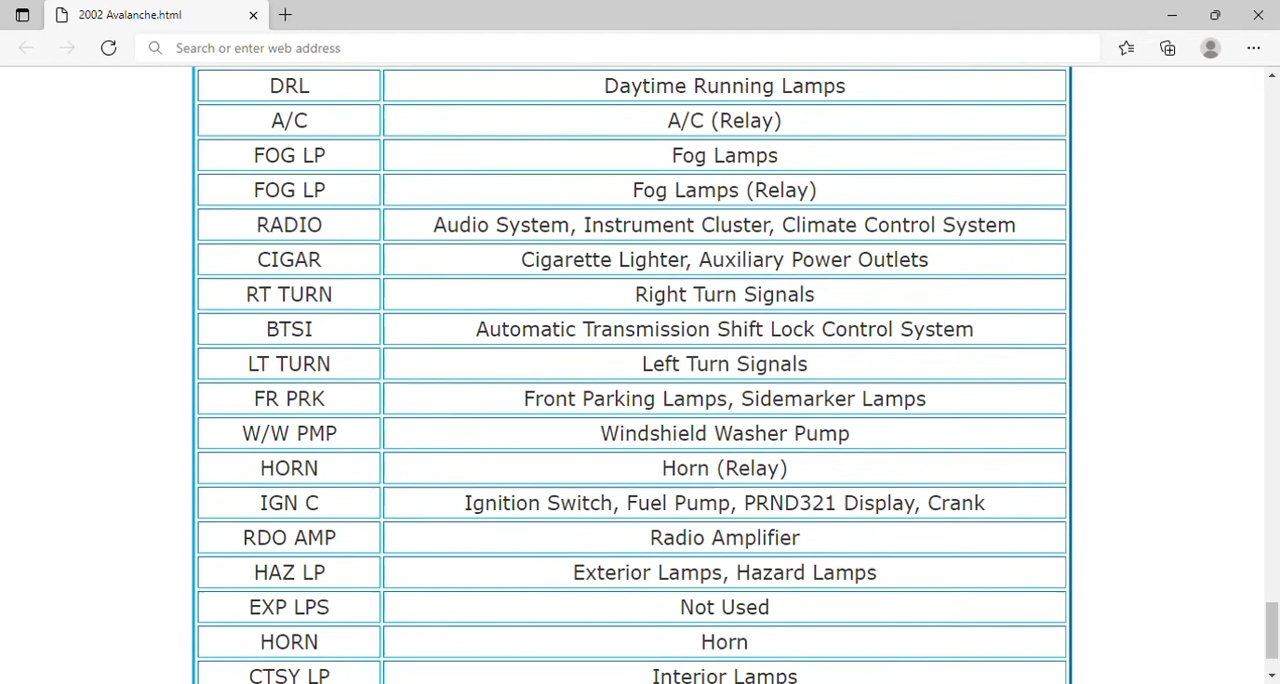 2002 Avalanche.html
Search or enter web address
DRL Daytime Running Lamps
A/C A/C (Relay)
FOG LP Fog Lamps
FOG LP Fog Lamps (Relay)
RADIO Audio System, Instrument Cluster, Climate Control System
CIGAR Cigarette Lighter, Auxiliary Power Outlets
RT TURN Right Turn Signals
BTSI Automatic Transmission Shift Lock Control System
LT TURN Left Turn Signals
FR PRK Front Parking Lamps, Sidemarker Lamps
W/W PMP Windshield Washer Pump
HORN Horn (Relay)
IGN C Ignition Switch, Fuel Pump, PRND321 Display, Crank
RDO AMP Radio Amplifier
HAZ LP Exterior Lamps, Hazard Lamps
EXP LPS Not Used
HORN Horn
CTSY LP Interior Lamps